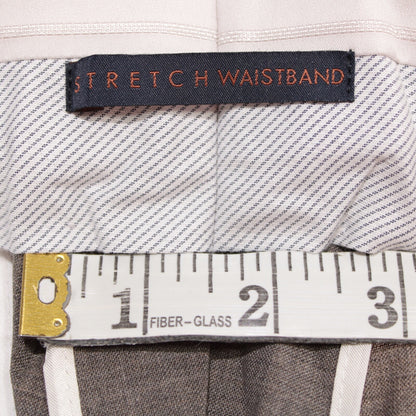 STRETCH WAISTBAND
1 FIBER-GLASS 2 3